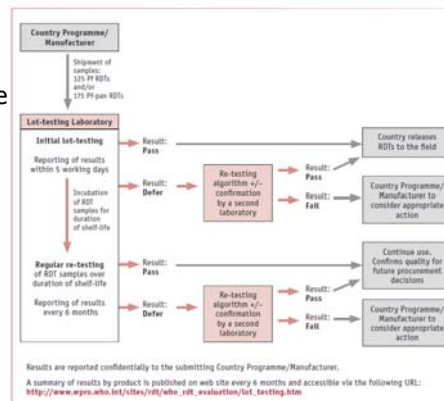 e
Country Programme/
Manufacturer
Shipment of
samples:
125 Pf RDTs
and/or
175 Pf-pan RDTs
Lot-testing Laboratory
Initial lot-testing
Reporting of results
within 5 working days
Result:
Pass
Country releases
RDTs to the field
Result:
Defer
Re-testing
algorithm +/–
confirmation
by a second
laboratory
Result:
Pass
Result:
Fail
Country Programme/
Manufacturer to
consider appropriate
action
Incubation
of RDT
samples for
duration of
shelf-life
Regular re-testing
of RDT samples over
duration of shelf-life
Reporting of results
every 6 months
Result:
Pass
Continue use.
Confirms quality for
future procurement
decisions
Result:
Defer
Re-testing
algorithm +/–
confirmation
by a second
laboratory
Result:
Pass
Result:
Fail
Country Programme/
Manufacturer to
consider appropriate
action
Results are reported confidentially to the submitting Country Programme/Manufacturer.
A summary of results by product is published on web site every 6 months and accessible via the following URL:
http://www.wpro.who.int/sites/rdt/who_rdt_evaluation/lot_testing.htm